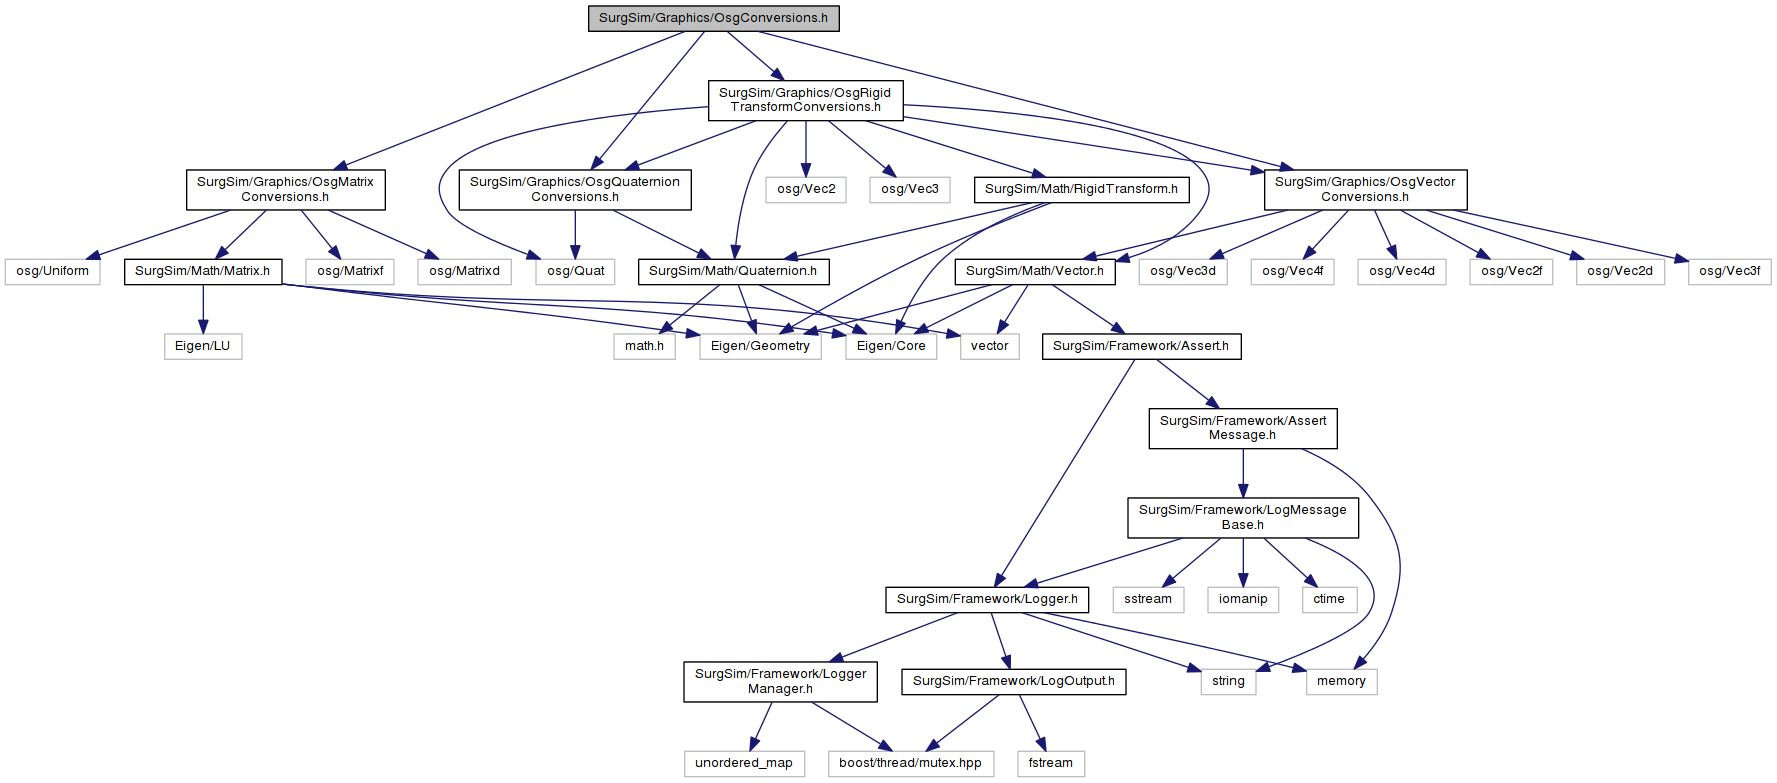 SurgSim/Graphics/OsgConversions.h
SurgSim/Graphics/OsgRigid
TransformConversions.h
SurgSim/Graphics/OsgMatrix
Conversions.h
SurgSim/Graphics/OsgQuaternion
Conversions.h
osg/Vec2
osg/Vec3
SurgSim/Math/RigidTransform.h
SurgSim/Graphics/OsgVector
Conversions.h
osg/Uniform
SurgSim/Math/Matrix.h
osg/Matrixf
osg/Matrixd
osg/Quat
SurgSim/Math/Quaternion.h
SurgSim/Math/Vector.h
osg/Vec3d
osg/Vec4f
osg/Vec4d
osg/Vec2f
osg/Vec2d
osg/Vec3f
Eigen/LU
math.h
Eigen/Geometry
Eigen/Core
vector
SurgSim/Framework/Assert.h
SurgSim/Framework/Assert
Message.h
SurgSim/Framework/LogMessage
Base.h
SurgSim/Framework/Logger.h
sstream
iomanip
ctime
SurgSim/Framework/Logger
Manager.h
SurgSim/Framework/LogOutput.h
string
memory
unordered_map
boost/thread/mutex.hpp
fstream